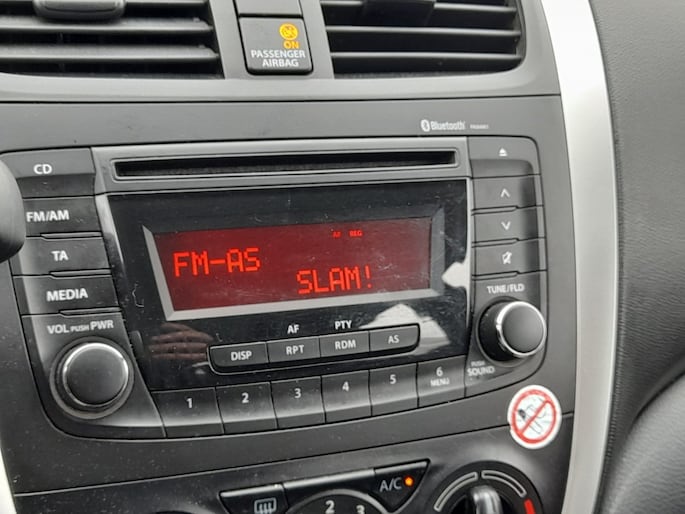 ON
PASSENGER
AIRBAG
Bluetooth
CD
FM/AM
TA
MEDIA
VOL PUSH PWR
AF REG
FM-AS
SLAM!
TUNE/FLD
AF
PTY
DISP
RPT
RDM
AS
PUSH
SOUND
1
2
3
4
5
6
MENU
A/C
2
3